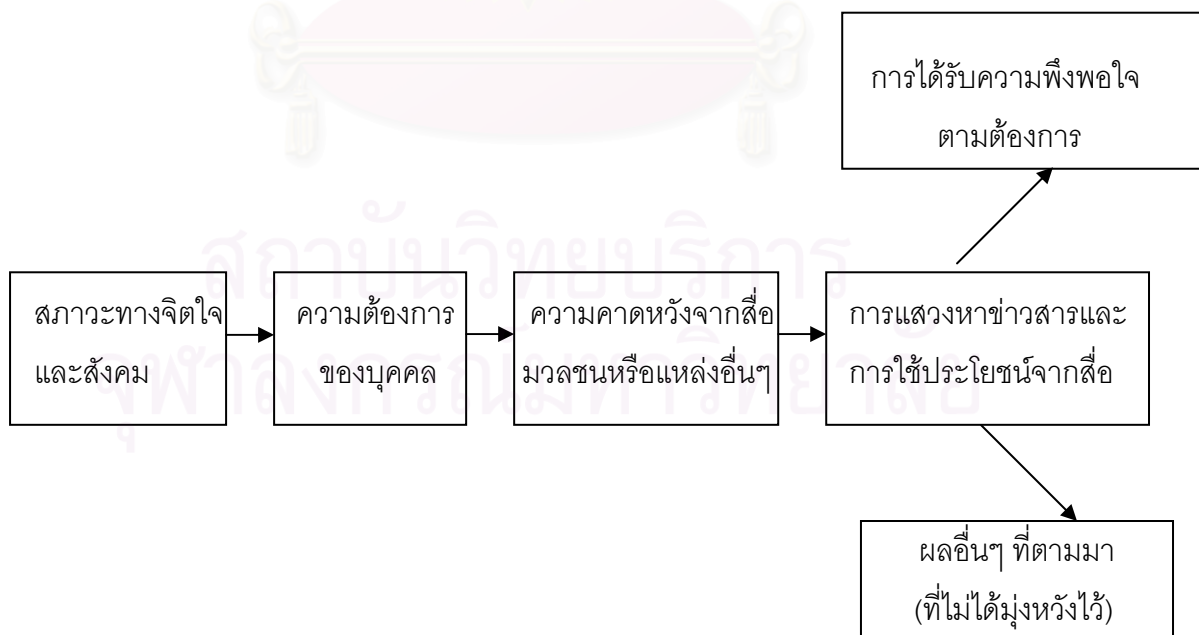 การได้รับความพึงพอใจ
ตามต้องการ
สถาบันวิทยบริการ
จุฬาลงกรณ์มหาวิทยาลัย
สภาวะทางจิตใจ
และสังคม
ความต้องการ
ของบุคคล
ความคาดหวังจากสื่อ
มวลชนหรือแหล่งอื่นๆ
การแสวงหาข่าวสารและ
การใช้ประโยชน์จากสื่อ
ผลอื่นๆ ที่ตามมา
(ที่ไม่ได้มุ่งหวังไว้)